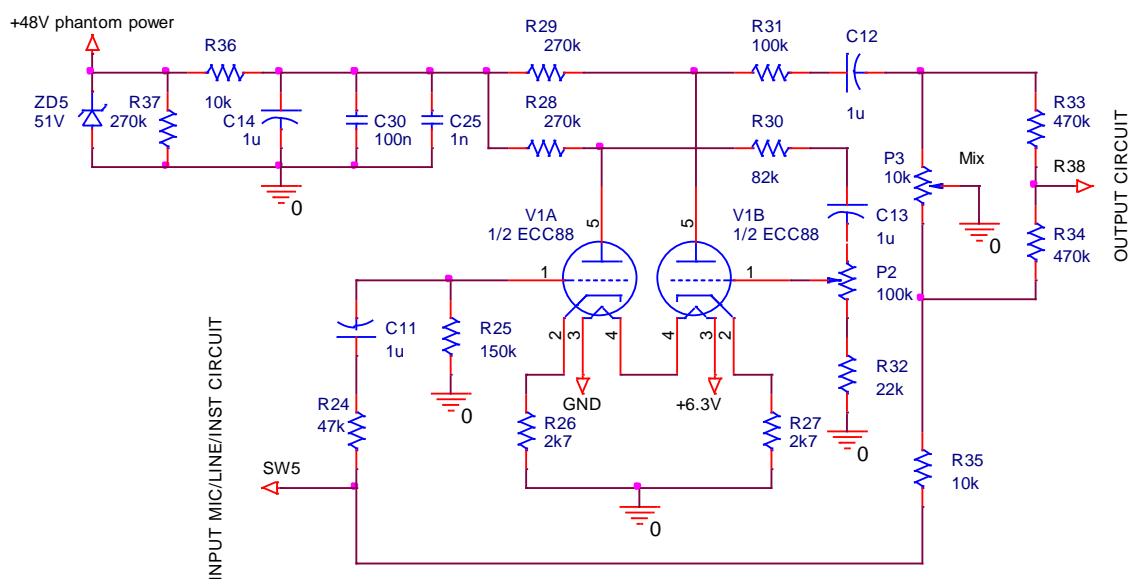 +48V phantom power
R36
10k
ZD5
51V
R37
270k
C14
1u
C30
100n
C25
1n
0
R29
270k
R28
270k
R31
100k
C12
1u
R30
82k
C13
1u
P3
10k
Mix
0
R33
470k
R38
R34
470k
OUTPUT CIRCUIT
V1A
1/2 ECC88
5
1
2
3
4
V1B
1/2 ECC88
5
1
4
3
2
P2
100k
C11
1u
R25
150k
0
R32
22k
0
GND
+6.3V
R24
47k
R26
2k7
R27
2k7
0
R35
10k
SW5
INPUT MIC/LINE/INST CIRCUIT